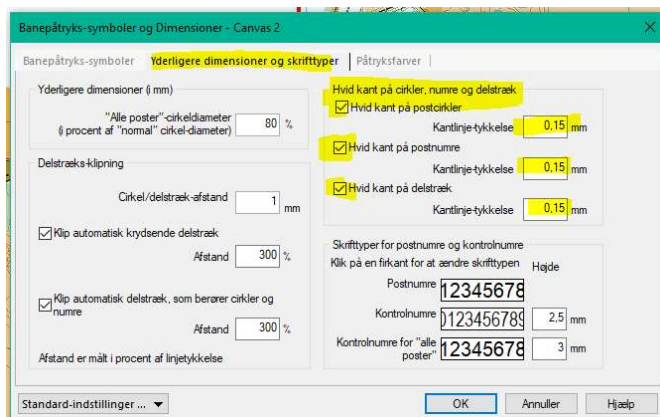 Banepåtryks-symboler og Dimensioner - Canvas 2
Banepåtryks-symboler
Yderligere dimensioner og skrifttyper
Påtryksfarver
Yderligere dimensioner (i mm)
"Alle poster"-cirkeldiameter
(i procent af "normal" cirkel-diameter)
80 %
Delstræks-klipning
Cirkel/delstræk-afstand
1 mm
Klip automatisk krydsende delstræk
Afstand
300 %
Klip automatisk delstræk, som berører cirkler og
numre
Afstand
300 %
Afstand er målt i procent af linjetykkelse
Hvid kant på cirkler, numre og delstræk
Hvid kant på postcirkler
Kantlinje-tykkelse
0,15 mm
Hvid kant på postnumre
Kantlinje-tykkelse
0,15 mm
Hvid kant på delstræk
Kantlinje-tykkelse
0,15 mm
Skrifttyper for postnumre og kontrolnumre
Klik på en firkant for at ændre skrifttypen
Højde
Postnumre
12345678
Kontrolnumre
0123456789
2,5 mm
Kontrolnumre for "alle
poster"
12345678
3 mm
Standard-indstillinger ...
OK
Annuller
Hjælp